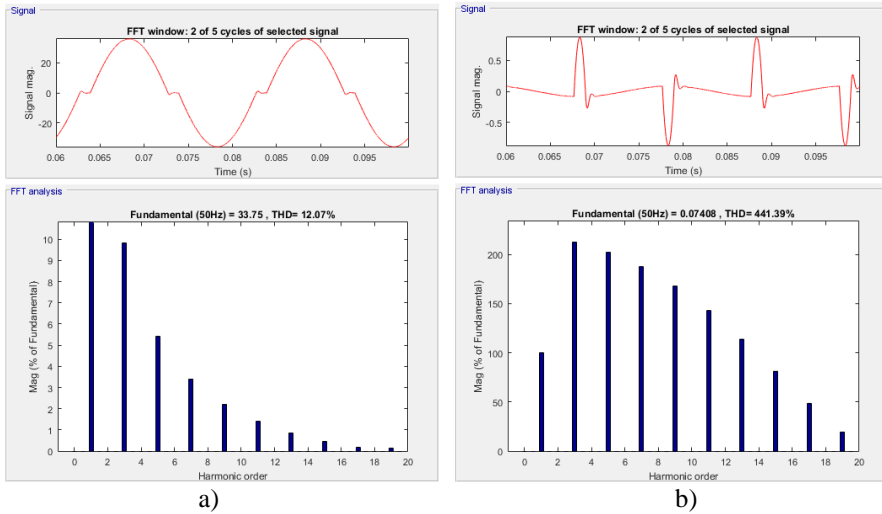 Signal
FFT window: 2 of 5 cycles of selected signal
Signal mag.
20
0
-20
0.06 0.065 0.07 0.075 0.08 0.085 0.09 0.095
Time (s)
FFT analysis
Fundamental (50Hz) = 33.75 , THD= 12.07%
Mag (% of Fundamental)
10
9
8
7
6
5
4
3
2
1
0
0 2 4 6 8 10 12 14 16 18 20
Harmonic order
a)
Signal
FFT window: 2 of 5 cycles of selected signal
Signal mag.
0.5
0
-0.5
0.06 0.065 0.07 0.075 0.08 0.085 0.09 0.095
Time (s)
FFT analysis
Fundamental (50Hz) = 0.07408 , THD= 441.39%
Mag (% of Fundamental)
200
150
100
50
0
0 2 4 6 8 10 12 14 16 18 20
Harmonic order
b)